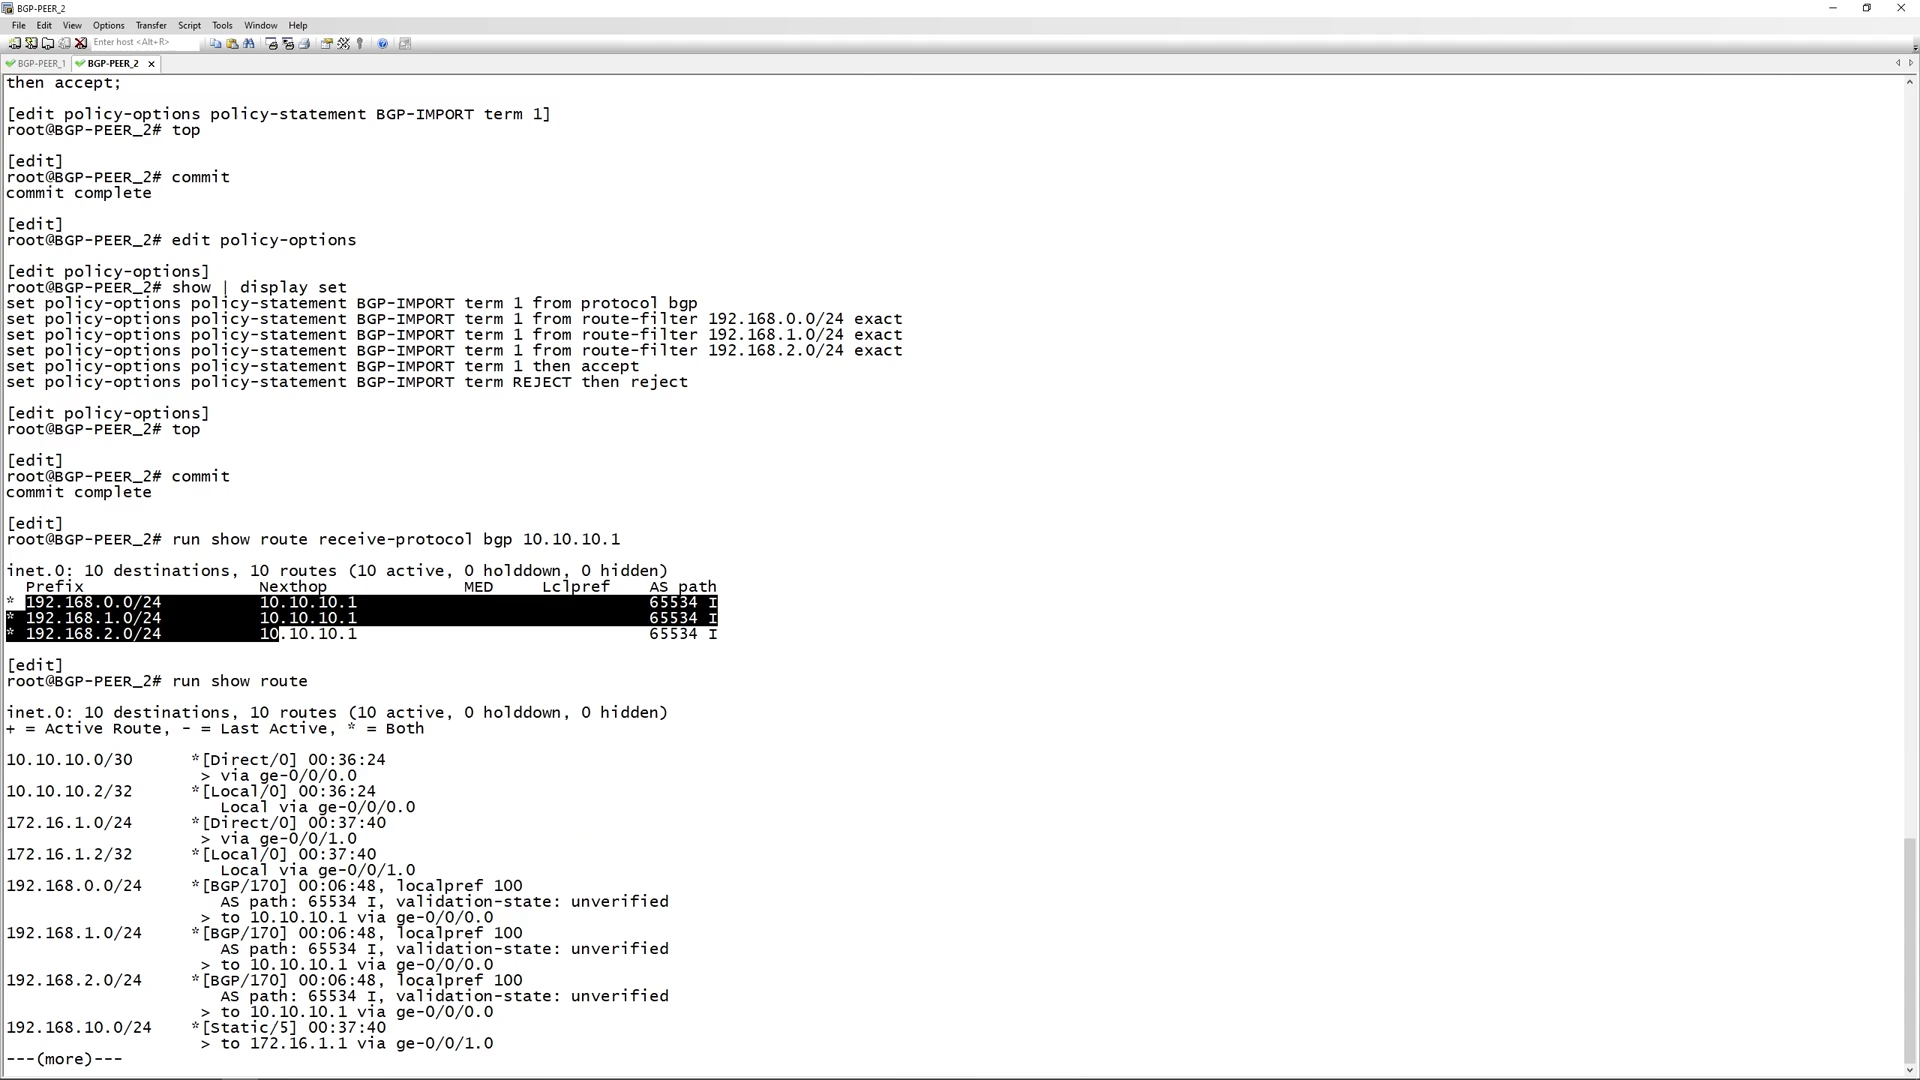 BGP-PEER_2
File Edit View Options Transfer Script Tools Window Help
Enter host <Alt+R>
BGP-PEER_1 BGP-PEER_2
then accept;
[edit policy-options policy-statement BGP-IMPORT term 1]
root@BGP-PEER_2# top
[edit]
root@BGP-PEER_2# commit
commit complete
[edit]
root@BGP-PEER_2# edit policy-options
[edit policy-options]
root@BGP-PEER_2# show | display set
set policy-options policy-statement BGP-IMPORT term 1 from protocol bgp
set policy-options policy-statement BGP-IMPORT term 1 from route-filter 192.168.0.0/24 exact
set policy-options policy-statement BGP-IMPORT term 1 from route-filter 192.168.1.0/24 exact
set policy-options policy-statement BGP-IMPORT term 1 from route-filter 192.168.2.0/24 exact
set policy-options policy-statement BGP-IMPORT term 1 then accept
set policy-options policy-statement BGP-IMPORT term REJECT then reject
[edit policy-options]
root@BGP-PEER_2# top
[edit]
root@BGP-PEER_2# commit
commit complete
[edit]
root@BGP-PEER_2# run show route receive-protocol bgp 10.10.10.1
inet.0: 10 destinations, 10 routes (10 active, 0 holddown, 0 hidden)
Prefix Nexthop MED Lclpref AS path
* 192.168.0.0/24 10.10.10.1 65534 I
* 192.168.1.0/24 10.10.10.1 65534 I
* 192.168.2.0/24 10.10.10.1 65534 I
[edit]
root@BGP-PEER_2# run show route
inet.0: 10 destinations, 10 routes (10 active, 0 holddown, 0 hidden)
+ = Active Route, - = Last Active, * = Both
10.10.10.0/30 *[Direct/0] 00:36:24
> via ge-0/0/0.0
10.10.10.2/32 *[Local/0] 00:36:24
Local via ge-0/0/0.0
172.16.1.0/24 *[Direct/0] 00:37:40
> via ge-0/0/1.0
172.16.1.2/32 *[Local/0] 00:37:40
Local via ge-0/0/1.0
192.168.0.0/24 *[BGP/170] 00:06:48, localpref 100
AS path: 65534 I, validation-state: unverified
> to 10.10.10.1 via ge-0/0/0.0
192.168.1.0/24 *[BGP/170] 00:06:48, localpref 100
AS path: 65534 I, validation-state: unverified
> to 10.10.10.1 via ge-0/0/0.0
192.168.2.0/24 *[BGP/170] 00:06:48, localpref 100
AS path: 65534 I, validation-state: unverified
> to 10.10.10.1 via ge-0/0/0.0
192.168.10.0/24 *[Static/5] 00:37:40
> to 172.16.1.1 via ge-0/0/1.0
---(more)---